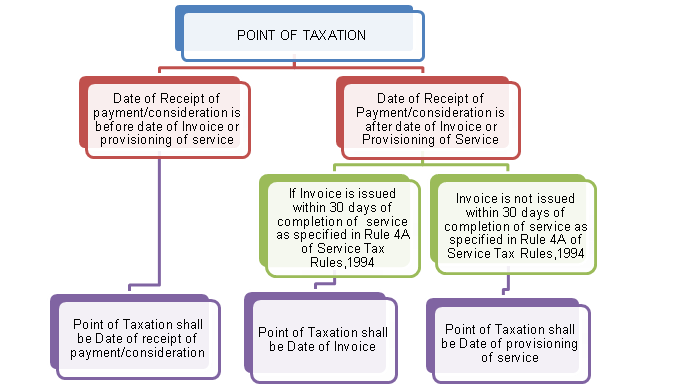 POINT OF TAXATION
Date of Receipt of
payment/consideration is
before date of Invoice or
provisioning of service
Date of Receipt of
Payment/consideration is
after date of Invoice or
Provisioning of Service
If Invoice is issued
within 30 days of
completion of service
as specified in Rule 4A
of Service Tax
Rules,1994
Invoice is not issued
within 30 days of
completion of service as
specified in Rule 4A of
Service Tax Rules,1994
Point of Taxation shall
be Date of receipt of
payment/consideration
Point of Taxation shall
be Date of Invoice
Point of Taxation shall
be Date of provisioning
of service